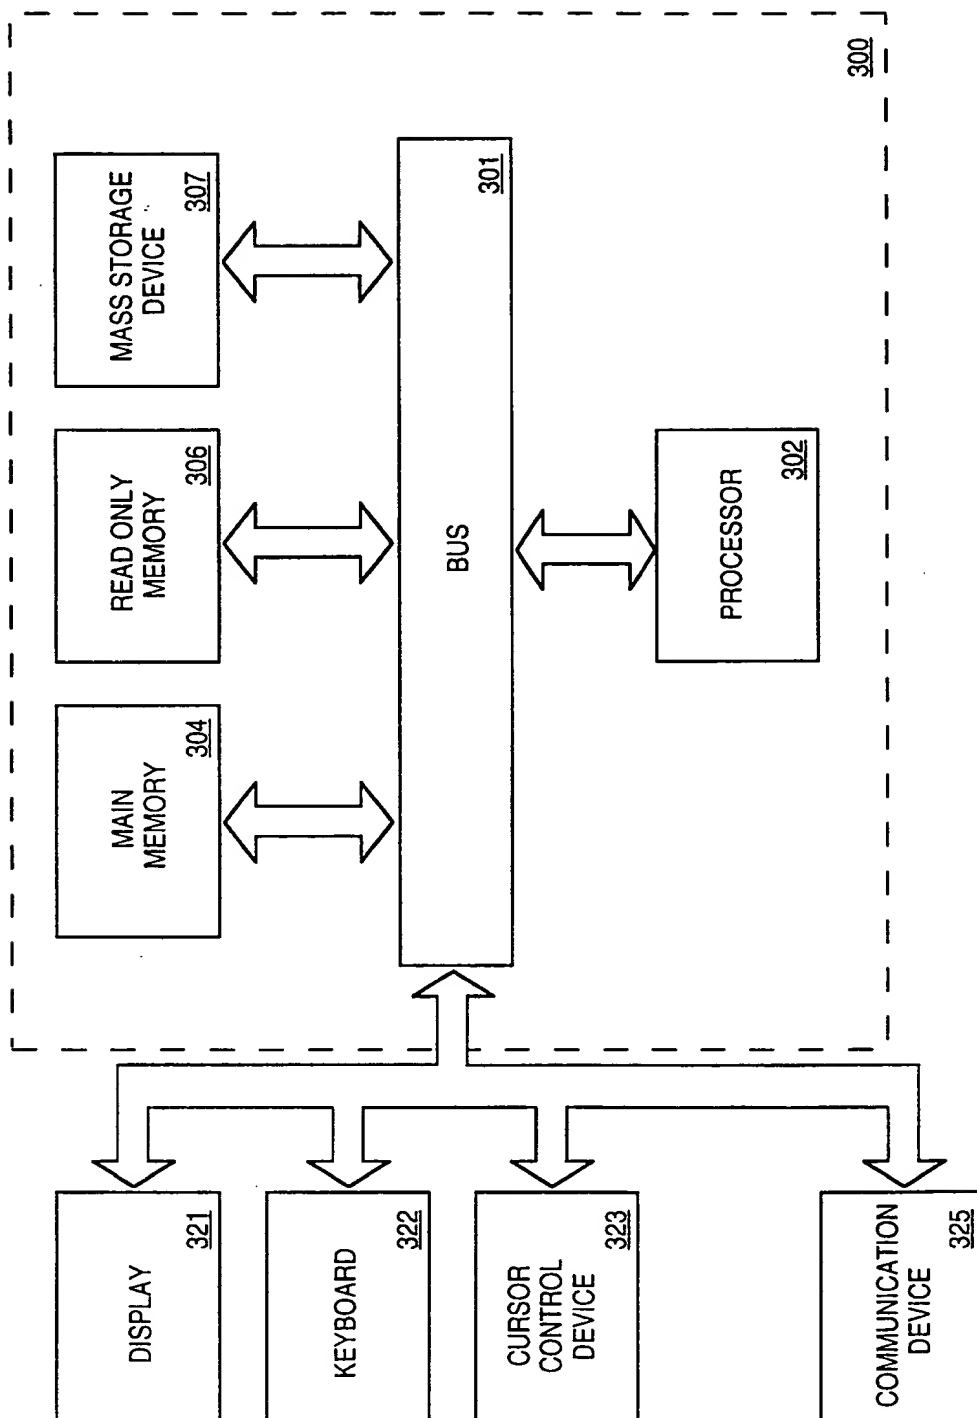 DISPLAY
321
KEYBOARD
322
CURSOR
CONTROL
DEVICE
323
COMMUNICATION
DEVICE
325
MAIN
MEMORY
304
READ ONLY
MEMORY
306
MASS STORAGE
DEVICE
307
BUS
301
PROCESSOR
302
300